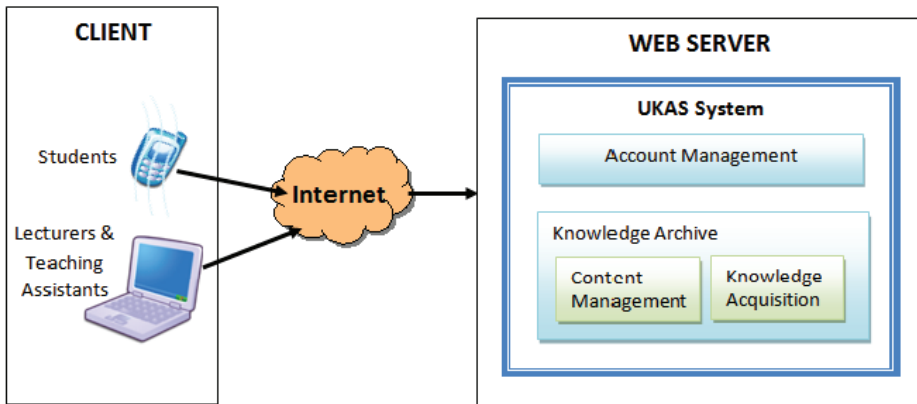 CLIENT
Students
Lecturers &
Teaching
Assistants
Internet
WEB SERVER
UKAS System
Account Management
Knowledge Archive
Content
Management
Knowledge
Acquisition